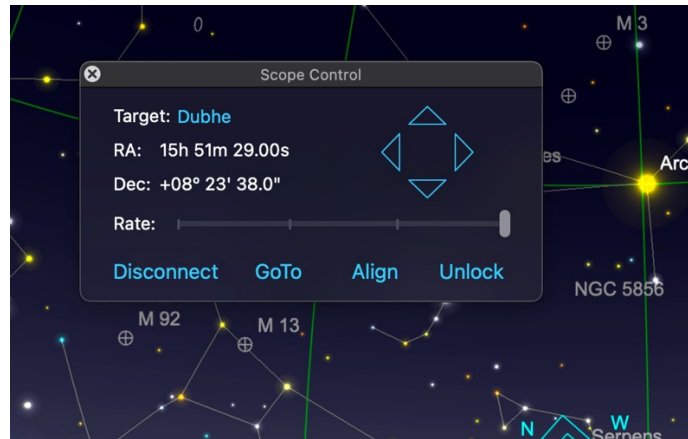 M 3
Scope Control
Target: Dubhe
RA: 15h 51m 29.00s
Dec: +08° 23' 38.0"
Rate:
Disconnect GoTo Align Unlock
es
Arc
NGC 5856
M 92
M 13
N
W
Serpens